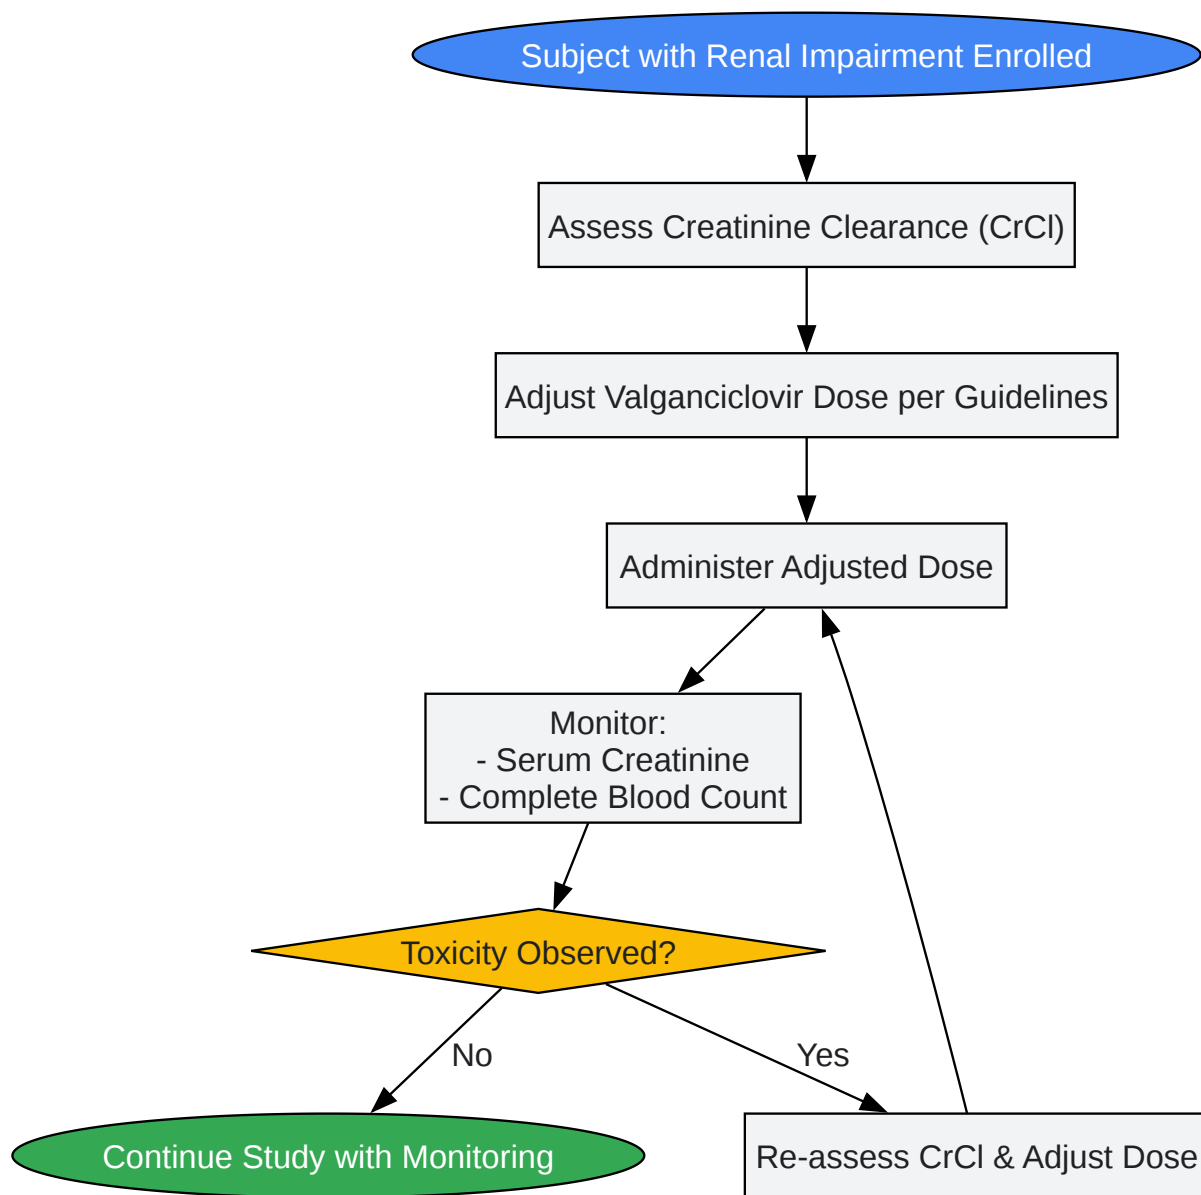 Subject with Renal Impairment Enrolled
Assess Creatinine Clearance (CrCl)
Adjust Valganciclovir Dose per Guidelines
Administer Adjusted Dose
Monitor:
- Serum Creatinine
- Complete Blood Count
Toxicity Observed?
No
Yes
Continue Study with Monitoring
Re-assess CrCl & Adjust Dose